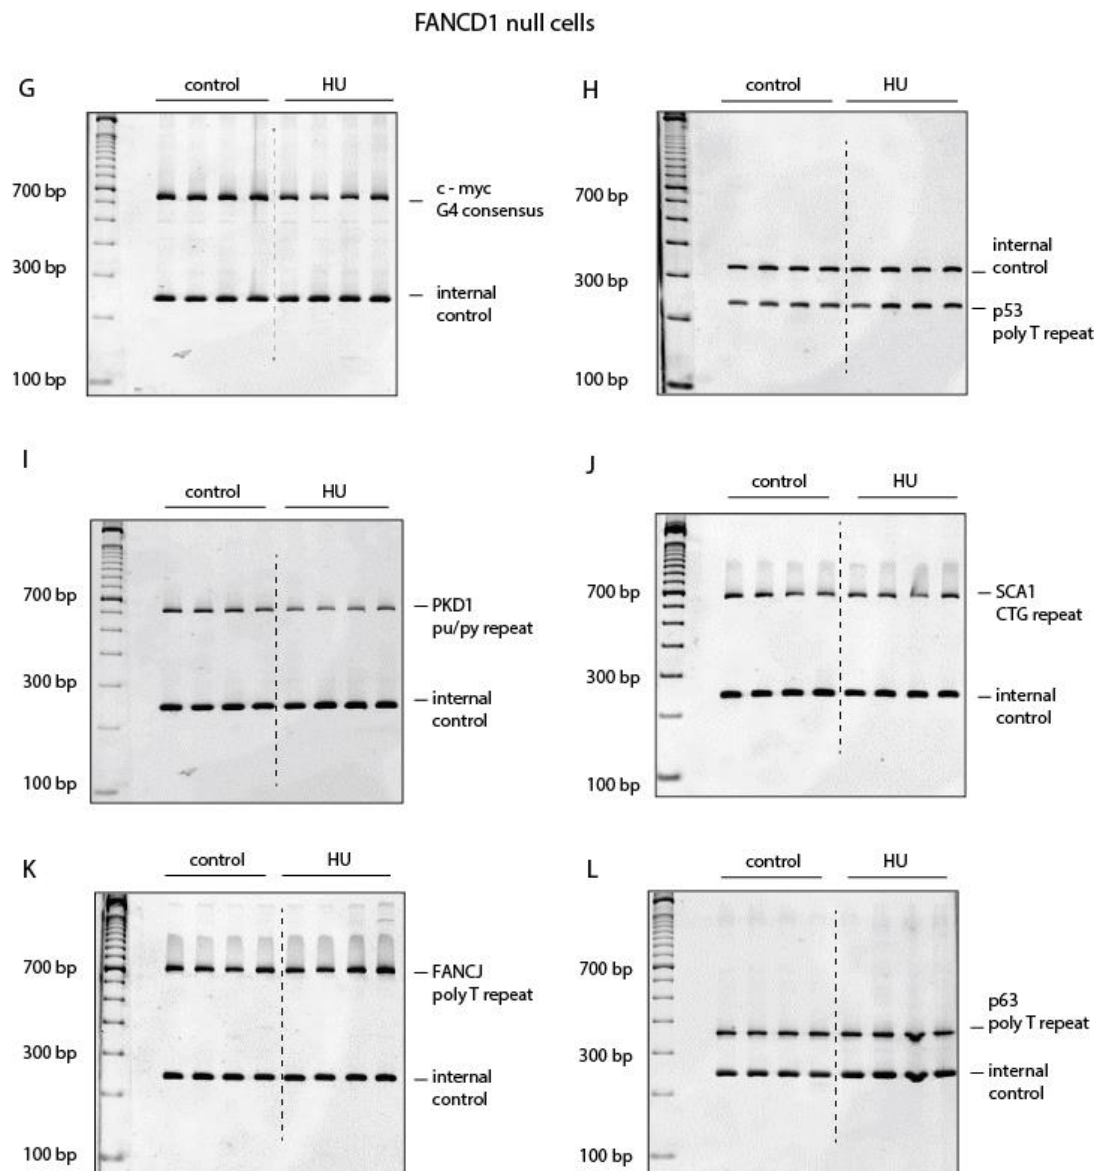 FANCD1 null cells
G
control
HU
700 bp
300 bp
100 bp
c - myc
G4 consensus
internal
control
H
control
HU
700 bp
300 bp
100 bp
internal
control
p53
poly T repeat
I
control
HU
700 bp
300 bp
100 bp
PKD1
pu/py repeat
internal
control
J
control
HU
700 bp
300 bp
100 bp
SCA1
CTG repeat
internal
control
K
control
HU
700 bp
300 bp
100 bp
FANCJ
poly T repeat
internal
control
L
control
HU
700 bp
300 bp
100 bp
p63
poly T repeat
internal
control